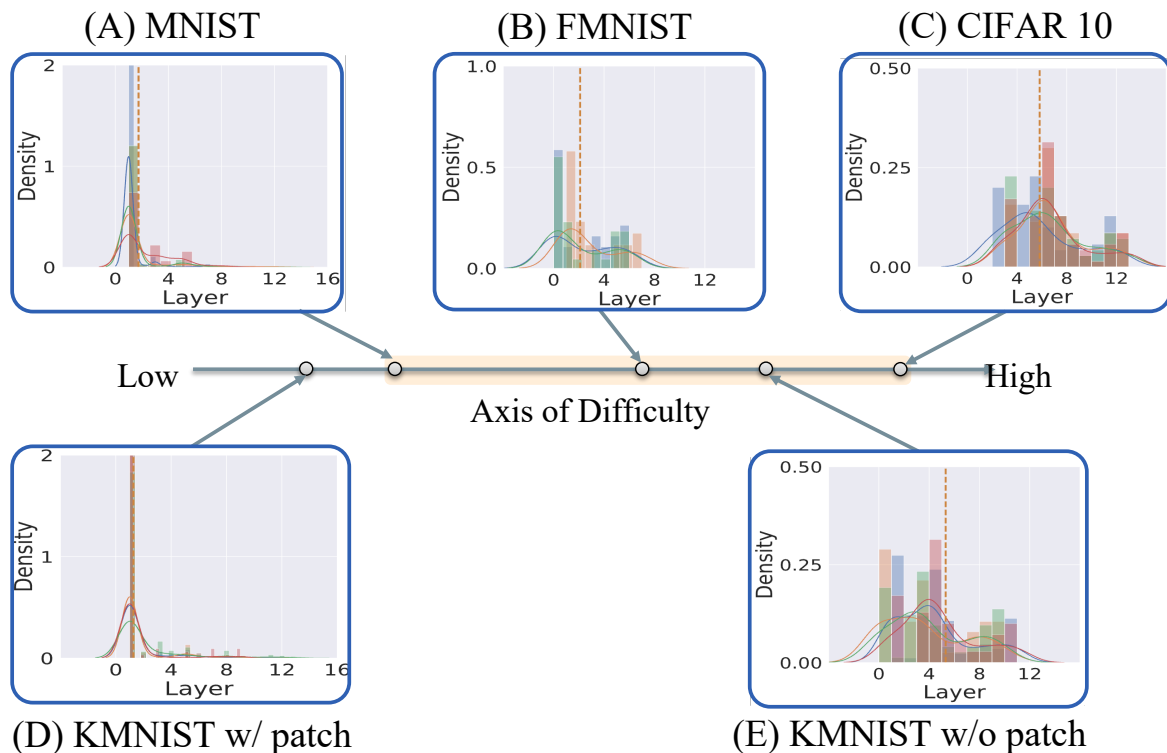 (A) MNIST
(B) FMNIST
(C) CIFAR 10
2
1
0
Density
0 4 8 12 16
Layer
1.0
0.5
0.0
Density
0 4 8 12
Layer
0.50
0.25
0.00
Density
0 4 8 12
Layer
Low
High
Axis of Difficulty
2
1
0
Density
0 4 8 12 16
Layer
0.50
0.25
0.00
Density
0 4 8 12
Layer
(D) KMNIST w/ patch
(E) KMNIST w/o patch